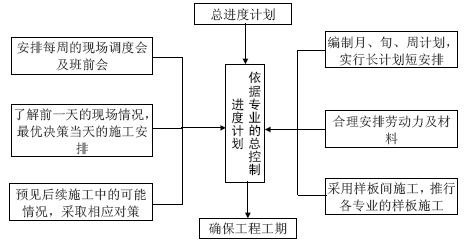 总进度计划
安排每周的现场调度会
及班前会
了解前一天的现场情况，
最优决策当天的施工安
排
预见后续施工中的可能
情况，采取相应对策
依据专业的总控制
进度计划
编制月、旬、周计划，
实行长计划短安排
合理安排劳动力及材
料
采用样板间施工，推行
各专业的样板施工
确保工程工期